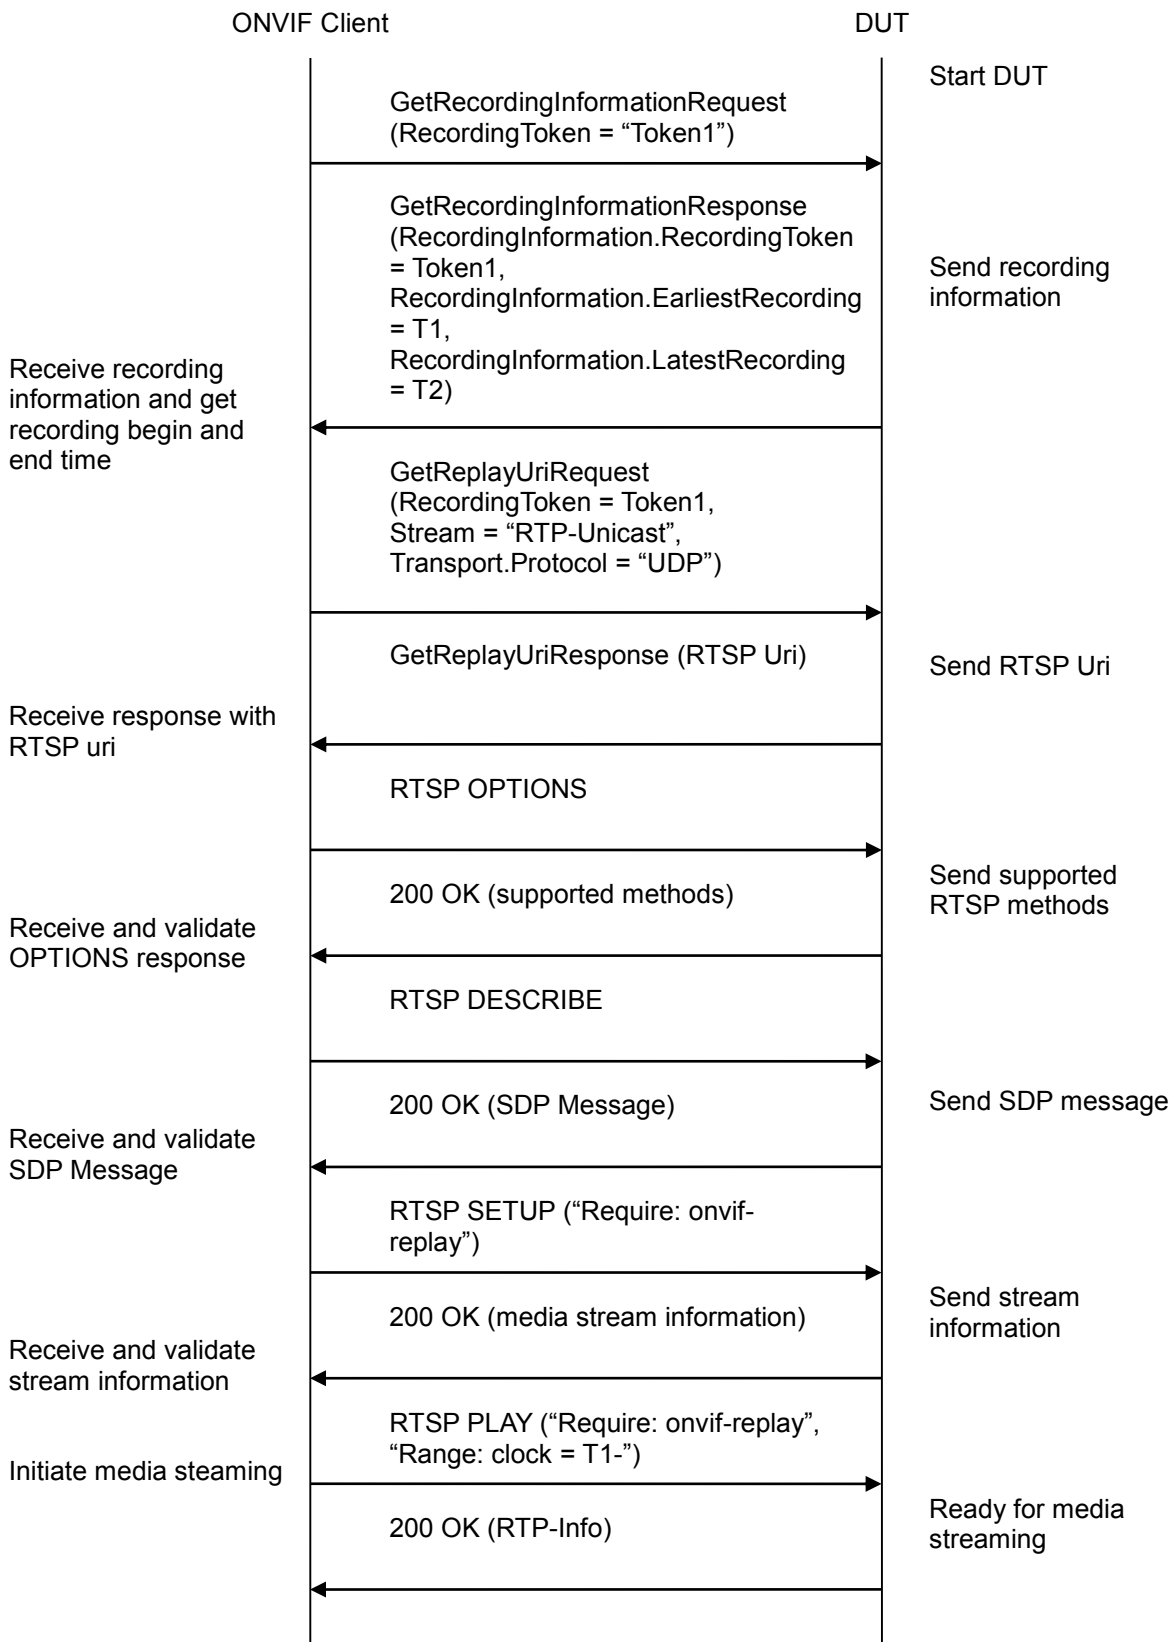 ONVIF Client
DUT
Start DUT
GetRecordingInformationRequest
(RecordingToken = “Token1”)
GetRecordingInformationResponse
(RecordingInformation.RecordingToken
= Token1,
RecordingInformation.EarliestRecording
= T1,
RecordingInformation.LatestRecording
= T2)
Send recording
information
Receive recording
information and get
recording begin and
end time
GetReplayUriRequest
(RecordingToken = Token1,
Stream = “RTP-Unicast”,
Transport.Protocol = “UDP”)
GetReplayUriResponse (RTSP Uri)
Send RTSP Uri
Receive response with
RTSP uri
RTSP OPTIONS
200 OK (supported methods)
Send supported
RTSP methods
Receive and validate
OPTIONS response
RTSP DESCRIBE
200 OK (SDP Message)
Send SDP message
Receive and validate
SDP Message
RTSP SETUP (“Require: onvif-
replay”)
200 OK (media stream information)
Send stream
information
Receive and validate
stream information
RTSP PLAY (“Require: onvif-replay”,
“Range: clock = T1-”)
Initiate media steaming
200 OK (RTP-Info)
Ready for media
streaming